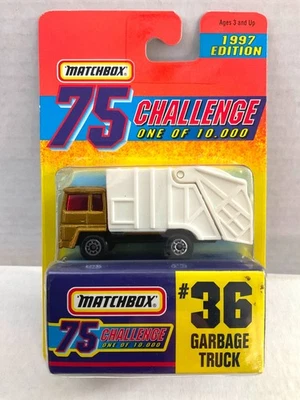 Ages 3 and Up
1997
EDITION
MATCHBOX
75 CHALLENGE
ONE OF 10,000
MATCHBOX
75 CHALLENGE
ONE OF 10,000
#36
GARBAGE
TRUCK